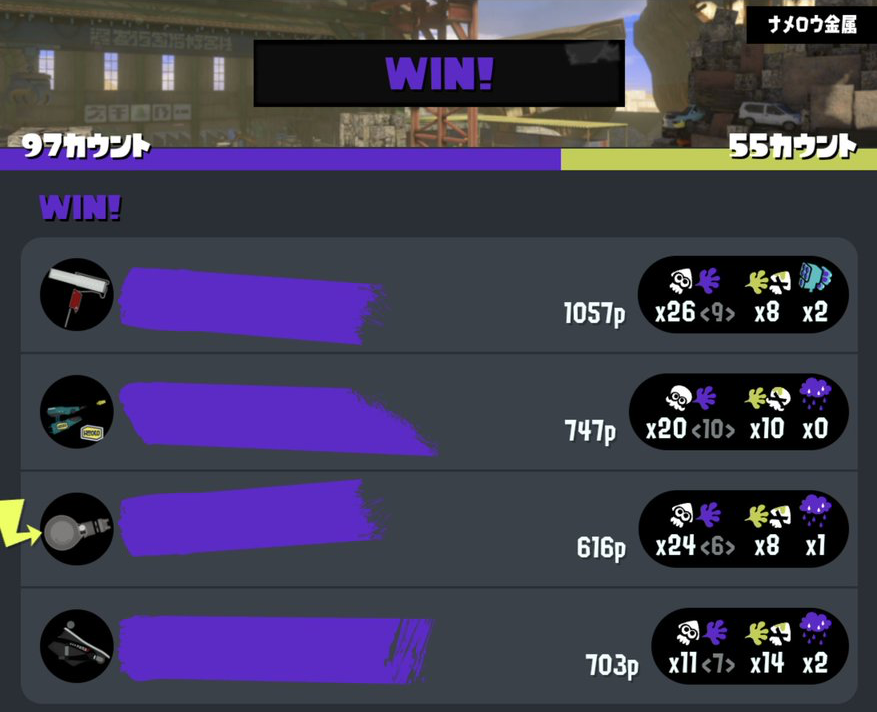 ナメロウ金属
WIN!
97カウント
55カウント
WIN!
1057p x26 <9> x8 x2
747p x20 <10> x10 x0
616p x24 <6> x8 x1
703p x11 <7> x14 x2